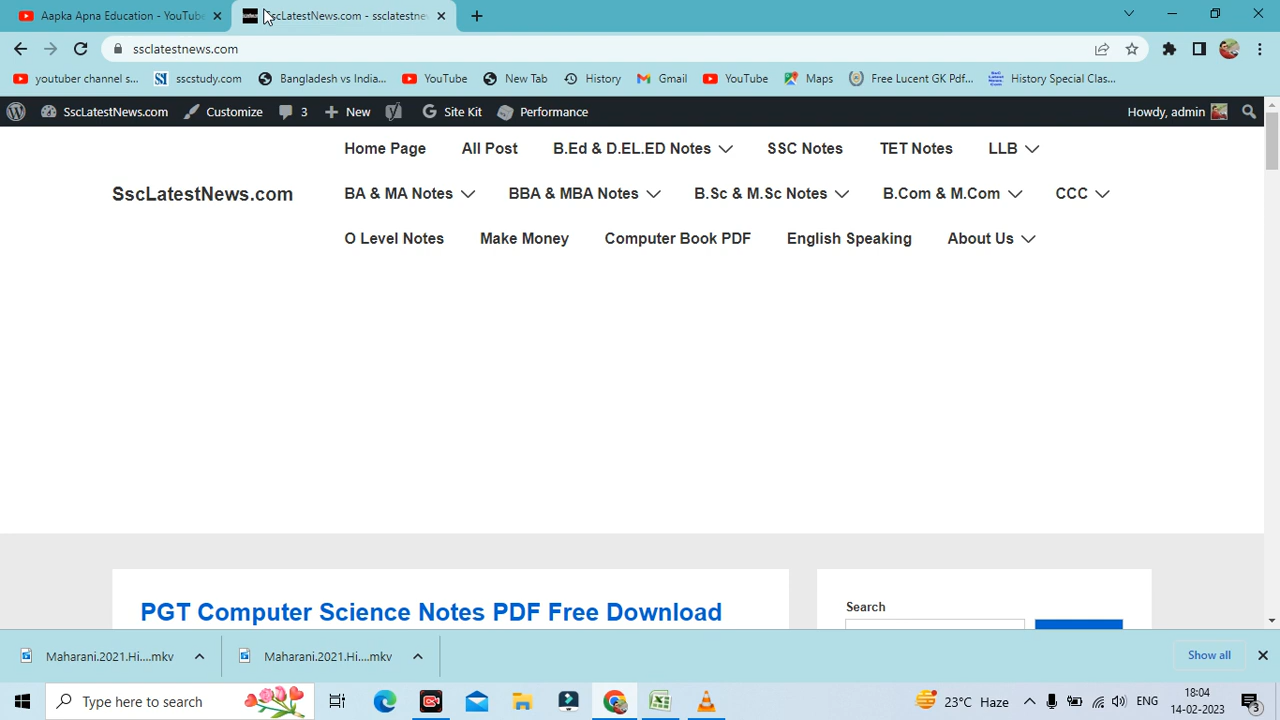 Aapka Apna Education - YouTube
SscLatestNews.com - ssclatestne
ssclatestnews.com
youtuber channel s...
sscstudy.com
Bangladesh vs India...
YouTube
New Tab
History
Gmail
YouTube
Maps
Free Lucent GK Pdf...
History Special Clas...
SscLatestNews.com
Customize
3
New
Site Kit
Performance
Howdy, admin
Home Page
All Post
B.Ed & D.EL.ED Notes
SSC Notes
TET Notes
LLB
SscLatestNews.com
BA & MA Notes
BBA & MBA Notes
B.Sc & M.Sc Notes
B.Com & M.Com
CCC
O Level Notes
Make Money
Computer Book PDF
English Speaking
About Us
PGT Computer Science Notes PDF Free Download
Search
Maharani.2021.Hi....mkv
Maharani.2021.Hi....mkv
Show all
Type here to search
23°C Haze
ENG
18:04
14-02-2023
3